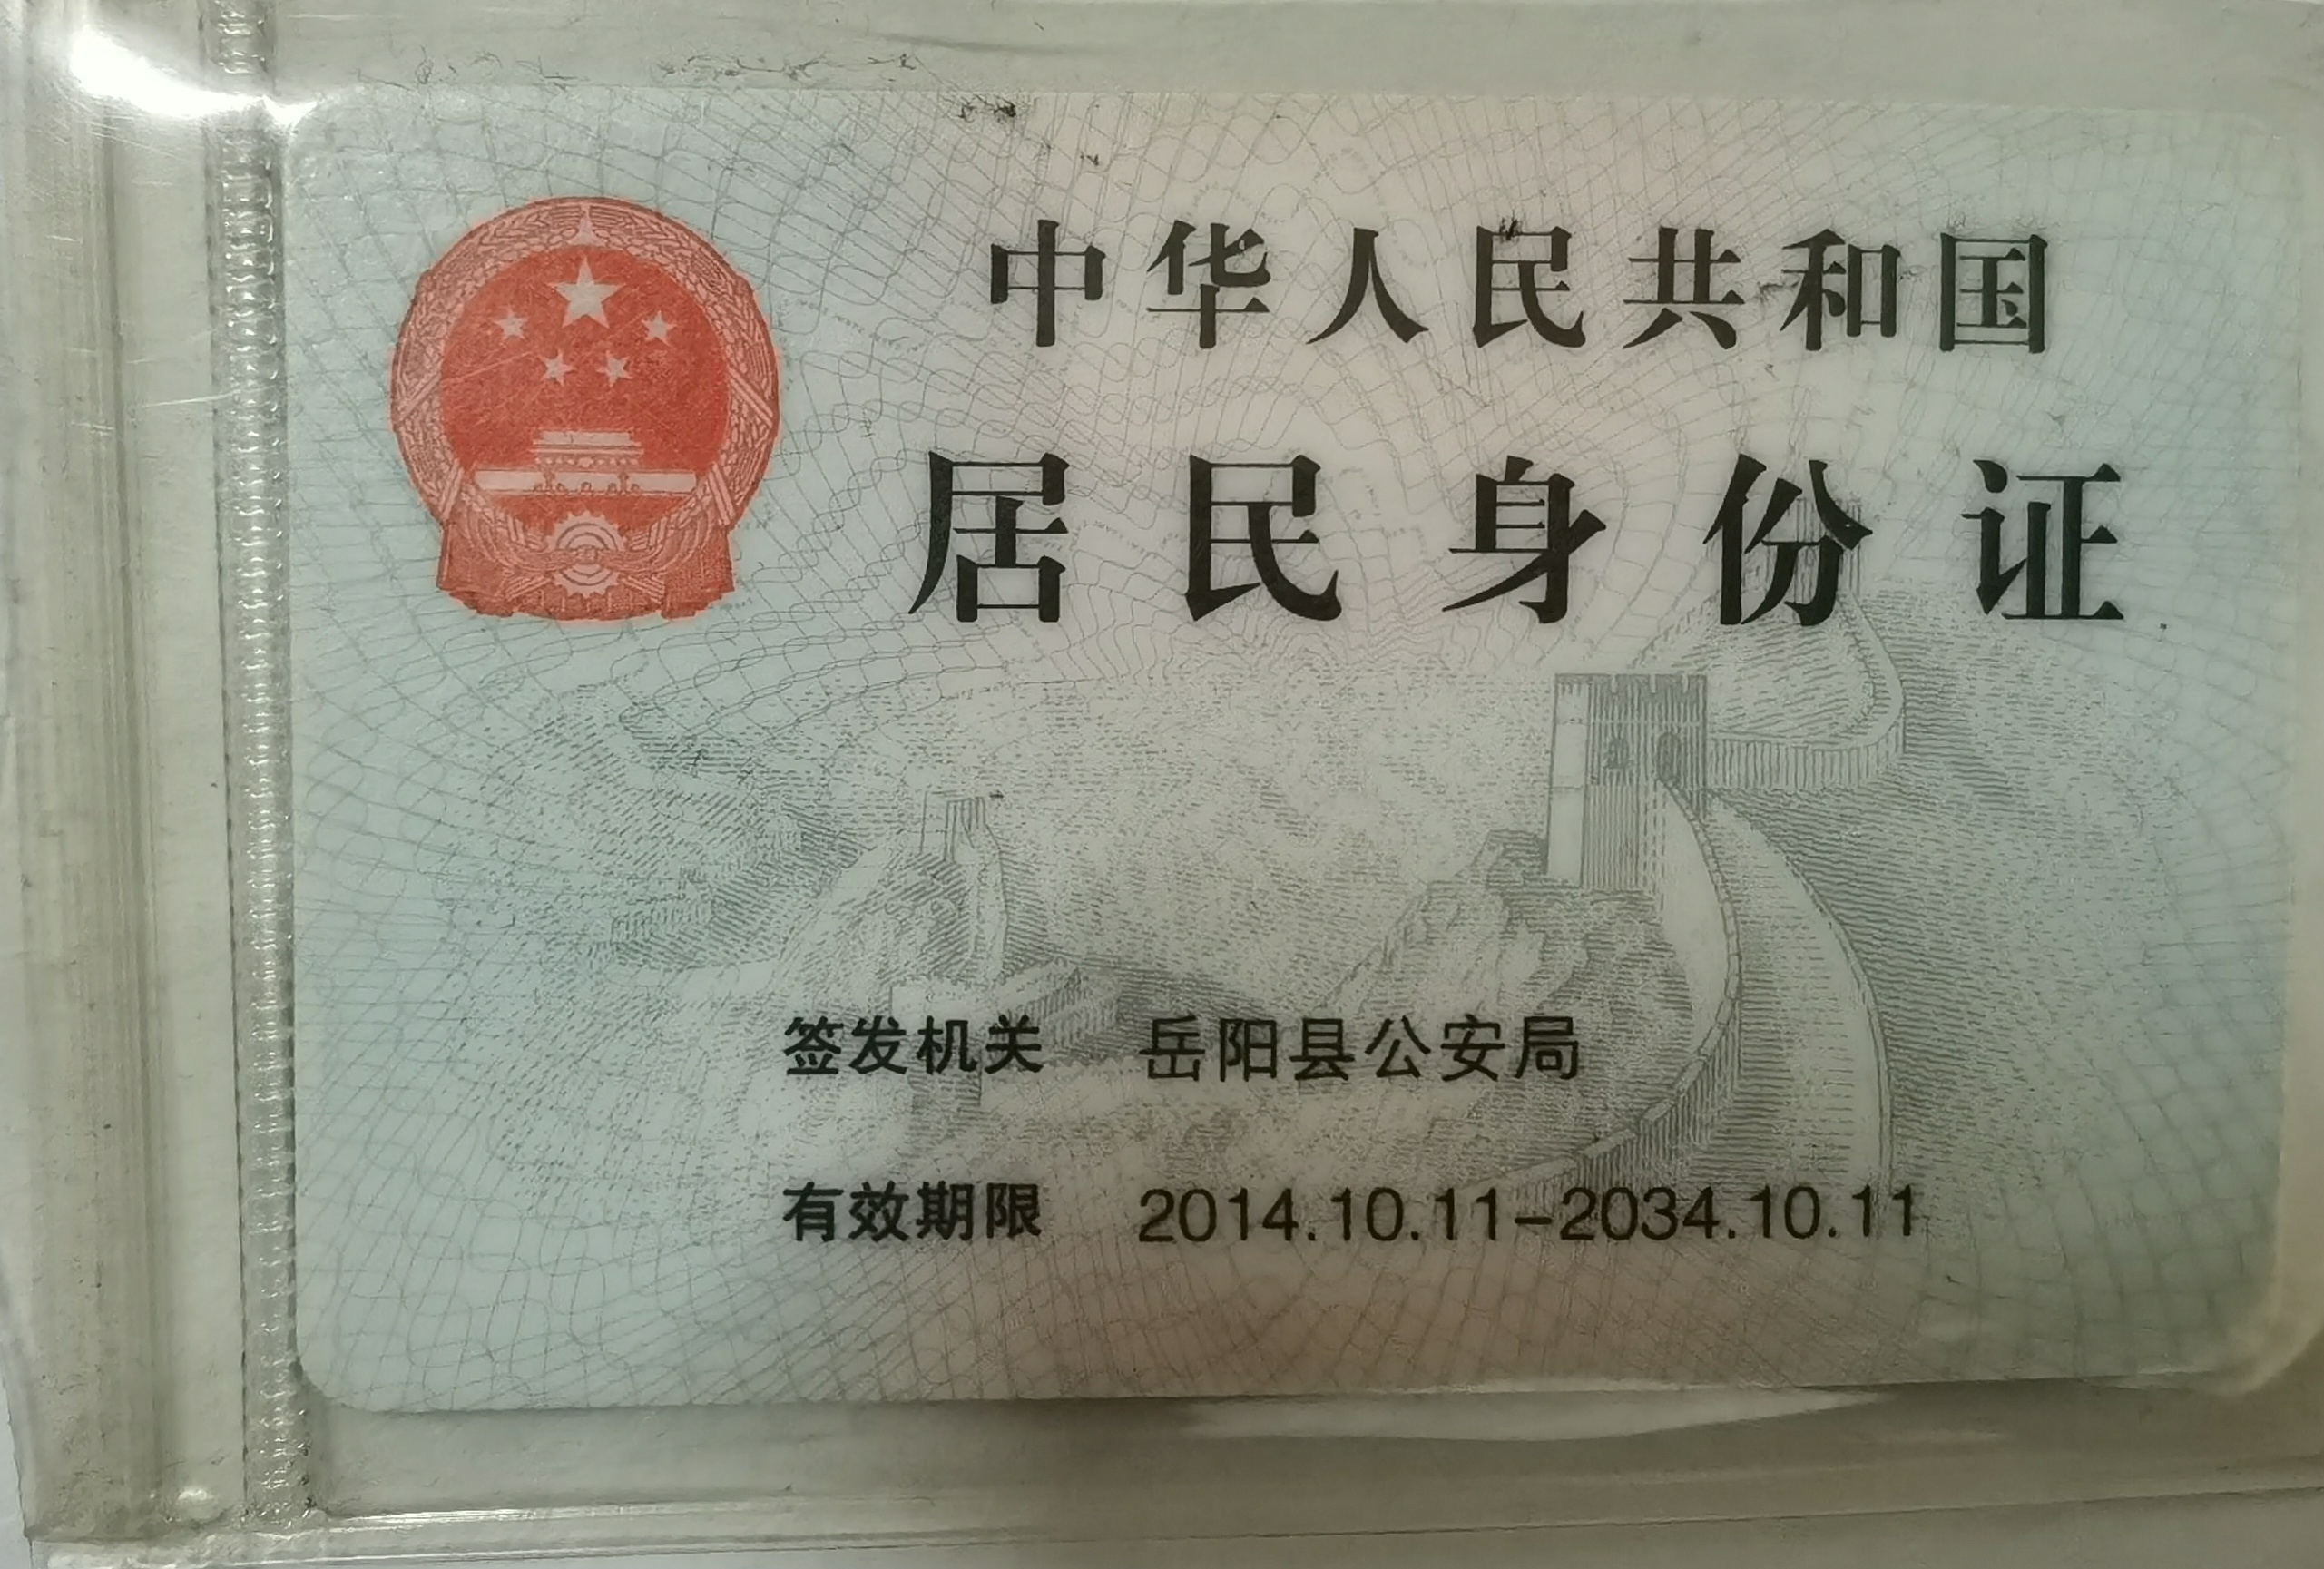 中华人民共和国
居民身份证
签发机关 岳阳县公安局
有效期限 2014.10.11-2034.10.11